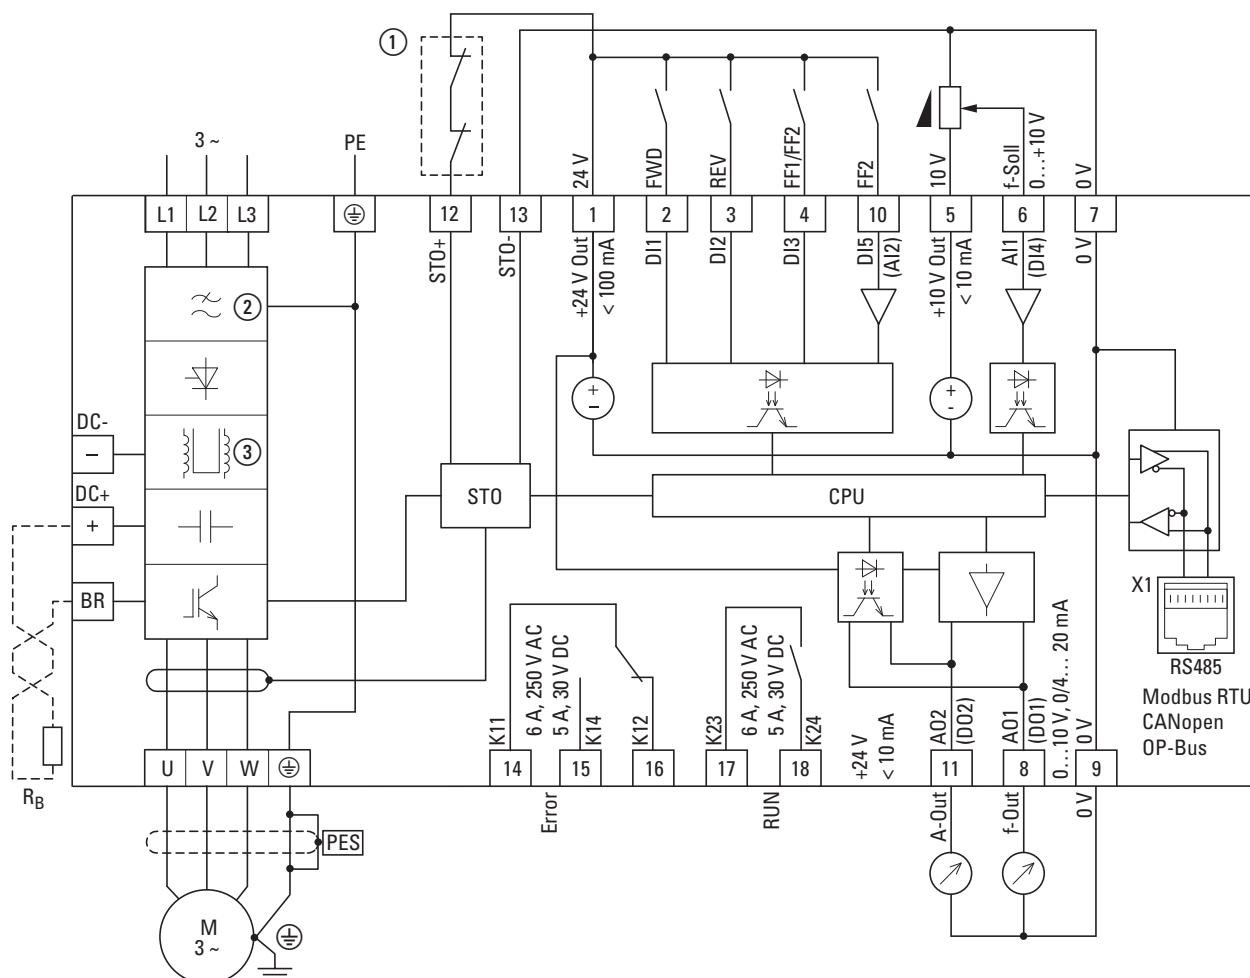 1
3 ~
PE
24 V
FWD
REV
FF1/FF2
FF2
10 V
f-Soll
0...+10 V
0 V
L1 L2 L3
12 13 1 2 3 4 10 5 6 7
STO+
STO-
+24 V Out
< 100 mA
DI1
DI2
DI3
DI5
(AI2)
+10 V Out
< 10 mA
AI1
(DI4)
0 V
2
+
−
+
-
DC-
−
3
DC+
+
STO
CPU
BR
X1
RS485
Modbus RTU
CANopen
OP-Bus
K11
6 A, 250 V AC
5 A, 30 V DC
K14
K12
K23
6 A, 250 V AC
5 A, 30 V DC
K24
+24 V
< 10 mA
AO2
(DO2)
AO1
(DO1)
0...10 V, 0/4... 20 mA
0 V
U V W
14 15 16 17 18 11 8 9
RB
Error
RUN
A-Out
f-Out
0 V
PES
M
3 ~